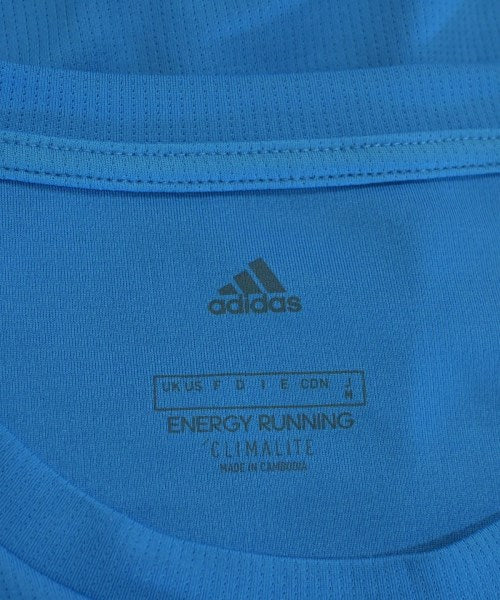 adidas
UK US F D I E CDN J
M
ENERGY RUNNING
CLIMALITE
MADE IN CAMBODIA